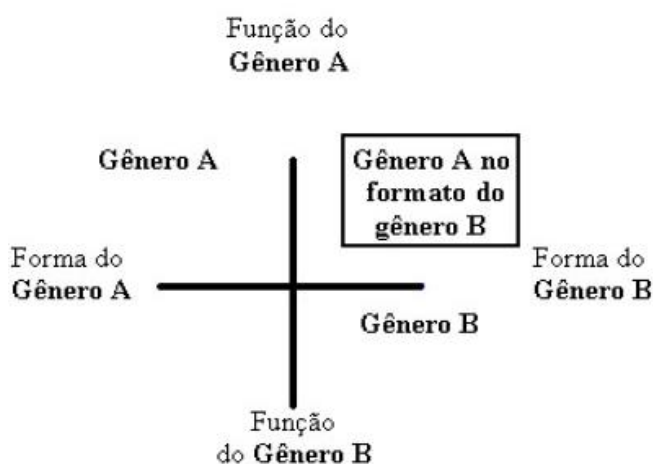 Função do
Gênero A
Gênero A
Gênero A no
formato do
gênero B
Forma do
Gênero A
Forma do
Gênero B
Gênero B
Função
do Gênero B